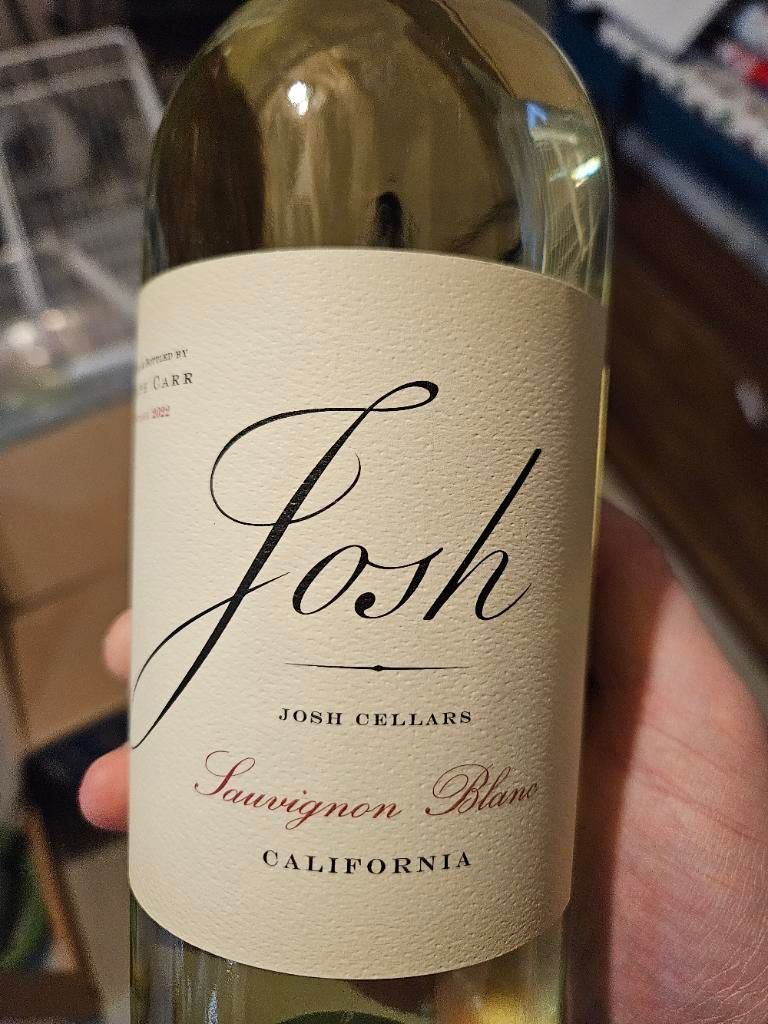 BOTTLED BY
CARR
2022
Josh
JOSH CELLARS
Sauvignon Blanc
CALIFORNIA